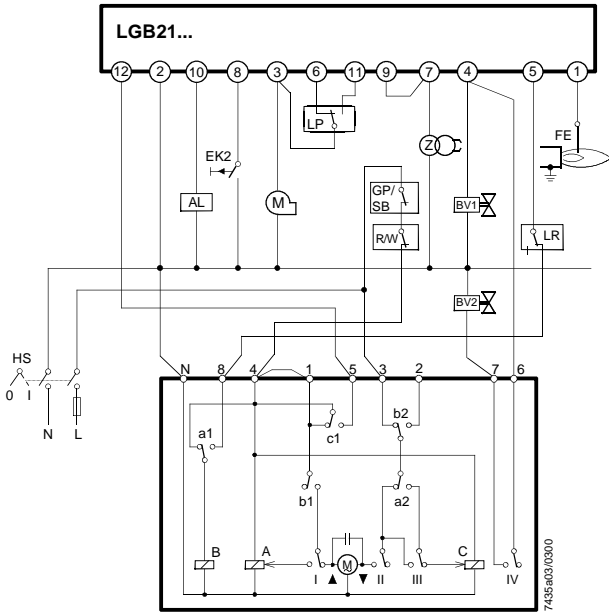 LGB21...
12 2 10 8 3 6 11 9 7 4 5 1
LP
FE
Z
EK2
GP/
SB
BV1
AL
M
R/W
LR
BV2
HS
0 I
N L
N 8 4 1 5 3 2 7 6
b2
a1
c1
b1
a2
B A M C
I II III IV
7435a03/0300